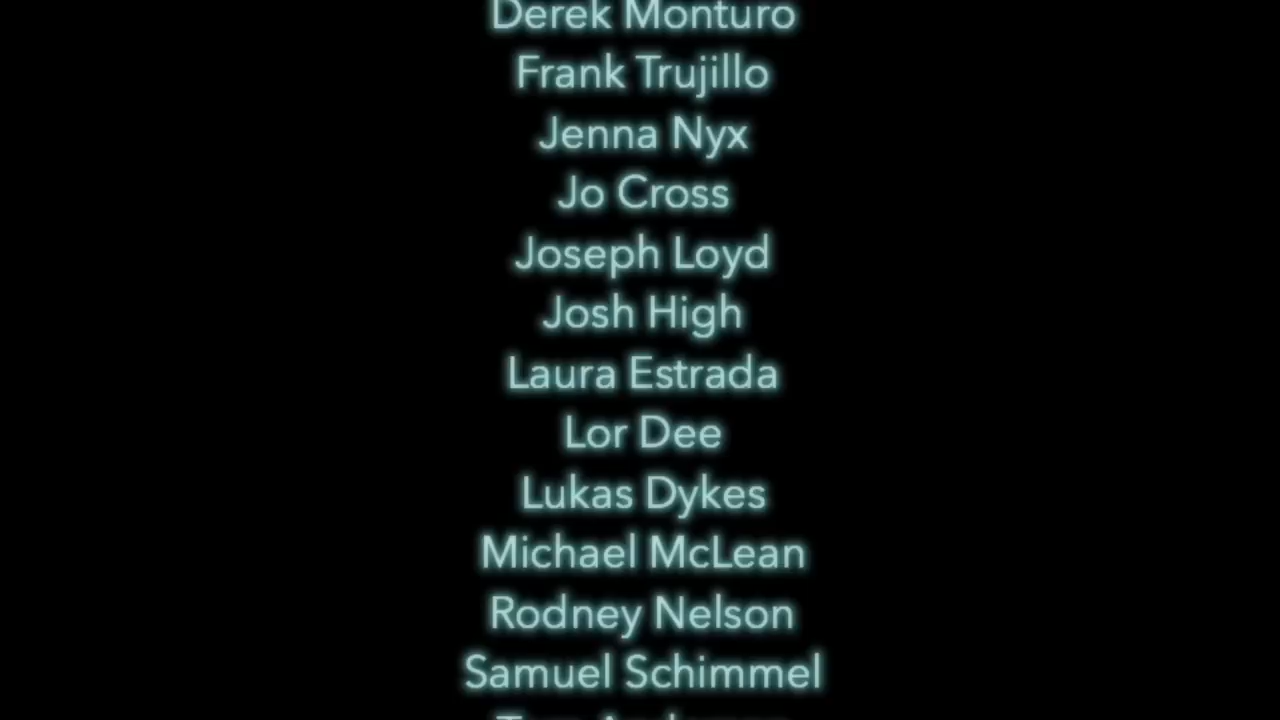 Derek Monturo
Frank Trujillo
Jenna Nyx
Jo Cross
Joseph Loyd
Josh High
Laura Estrada
Lor Dee
Lukas Dykes
Michael McLean
Rodney Nelson
Samuel Schimmel